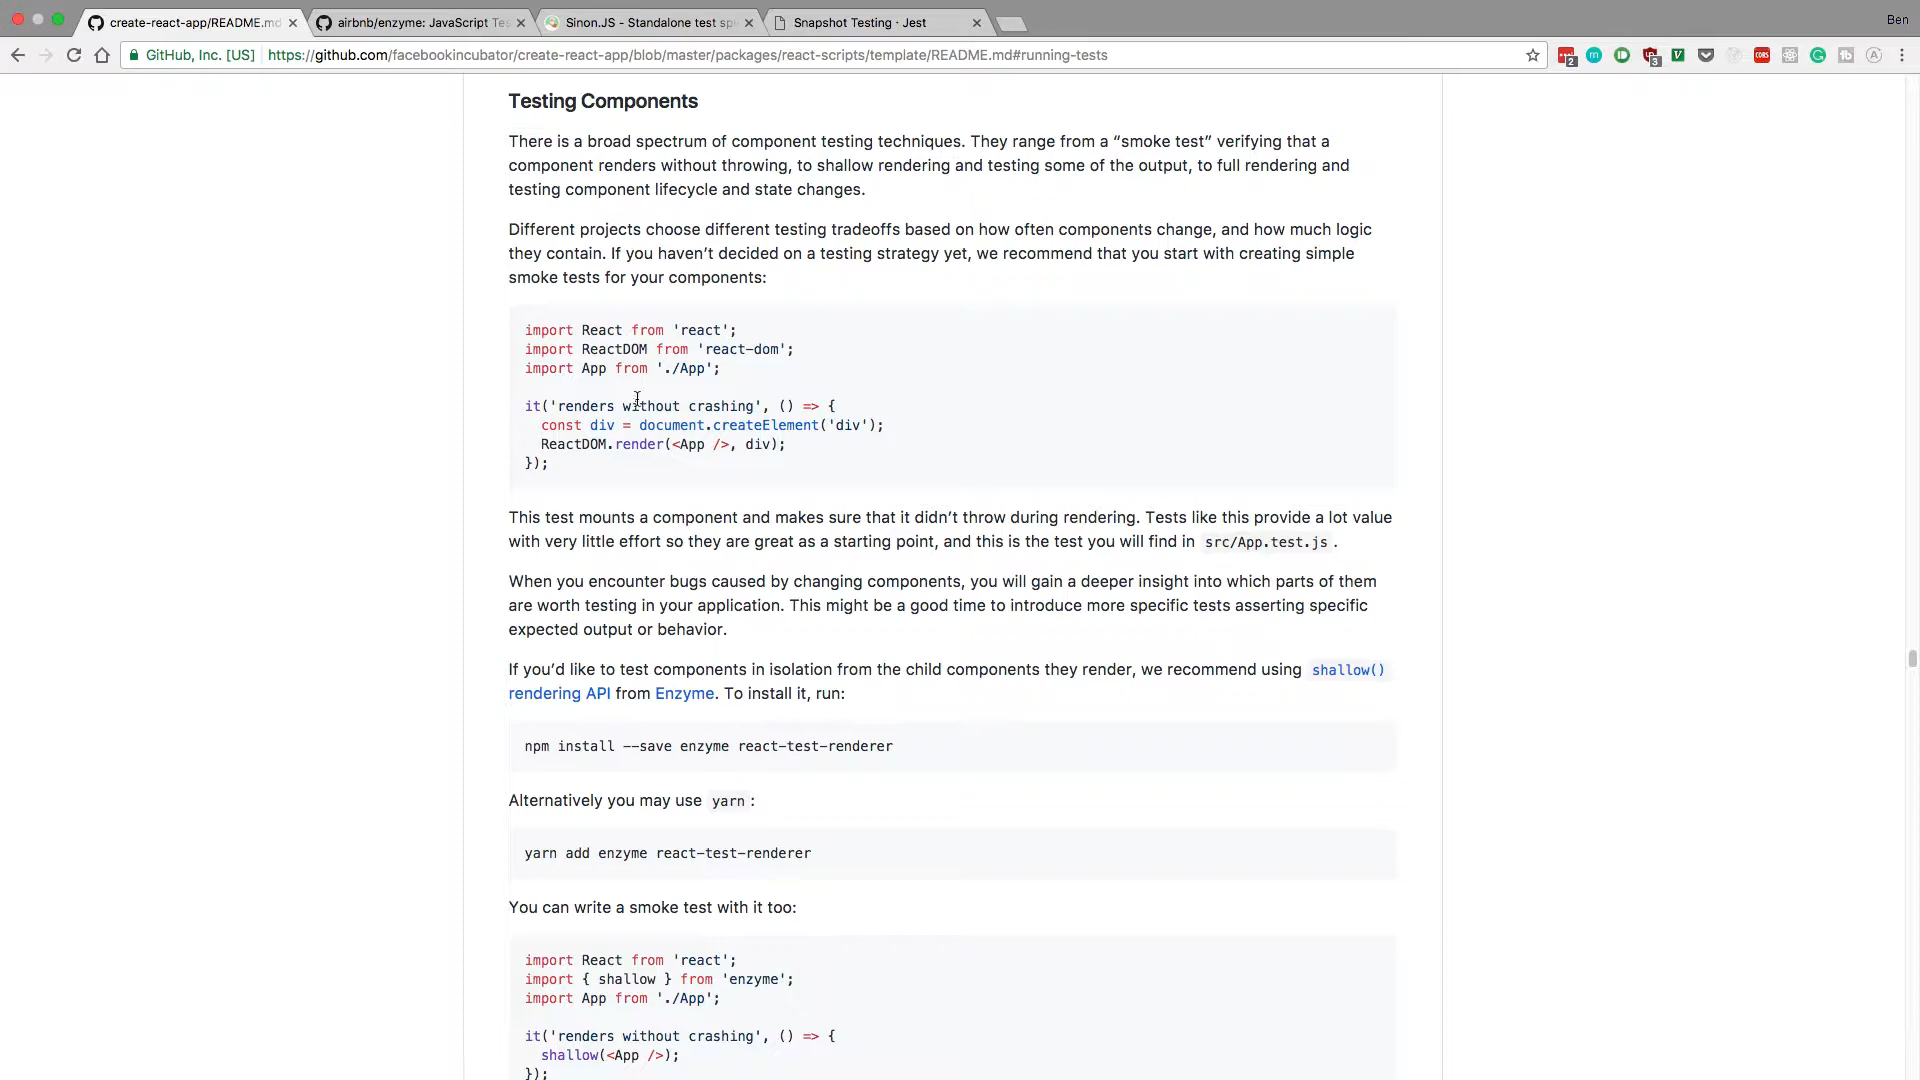 create-react-app/README.md
airbnb/enzyme: JavaScript Tes
Sinon.JS - Standalone test sp
Snapshot Testing · Jest
Ben
GitHub, Inc. [US]
https://github.com/facebookincubator/create-react-app/blob/master/packages/react-scripts/template/README.md#running-tests
Testing Components
There is a broad spectrum of component testing techniques. They range from a “smoke test” verifying that a
component renders without throwing, to shallow rendering and testing some of the output, to full rendering and
testing component lifecycle and state changes.
Different projects choose different testing tradeoffs based on how often components change, and how much logic
they contain. If you haven’t decided on a testing strategy yet, we recommend that you start with creating simple
smoke tests for your components:
import React from 'react';
import ReactDOM from 'react-dom';
import App from './App';
it('renders without crashing', () => {
  const div = document.createElement('div');
  ReactDOM.render(<App />, div);
});
This test mounts a component and makes sure that it didn’t throw during rendering. Tests like this provide a lot value
with very little effort so they are great as a starting point, and this is the test you will find in src/App.test.js .
When you encounter bugs caused by changing components, you will gain a deeper insight into which parts of them
are worth testing in your application. This might be a good time to introduce more specific tests asserting specific
expected output or behavior.
If you’d like to test components in isolation from the child components they render, we recommend using shallow()
rendering API from Enzyme. To install it, run:
npm install --save enzyme react-test-renderer
Alternatively you may use yarn :
yarn add enzyme react-test-renderer
You can write a smoke test with it too:
import React from 'react';
import { shallow } from 'enzyme';
import App from './App';
it('renders without crashing', () => {
  shallow(<App />);
});